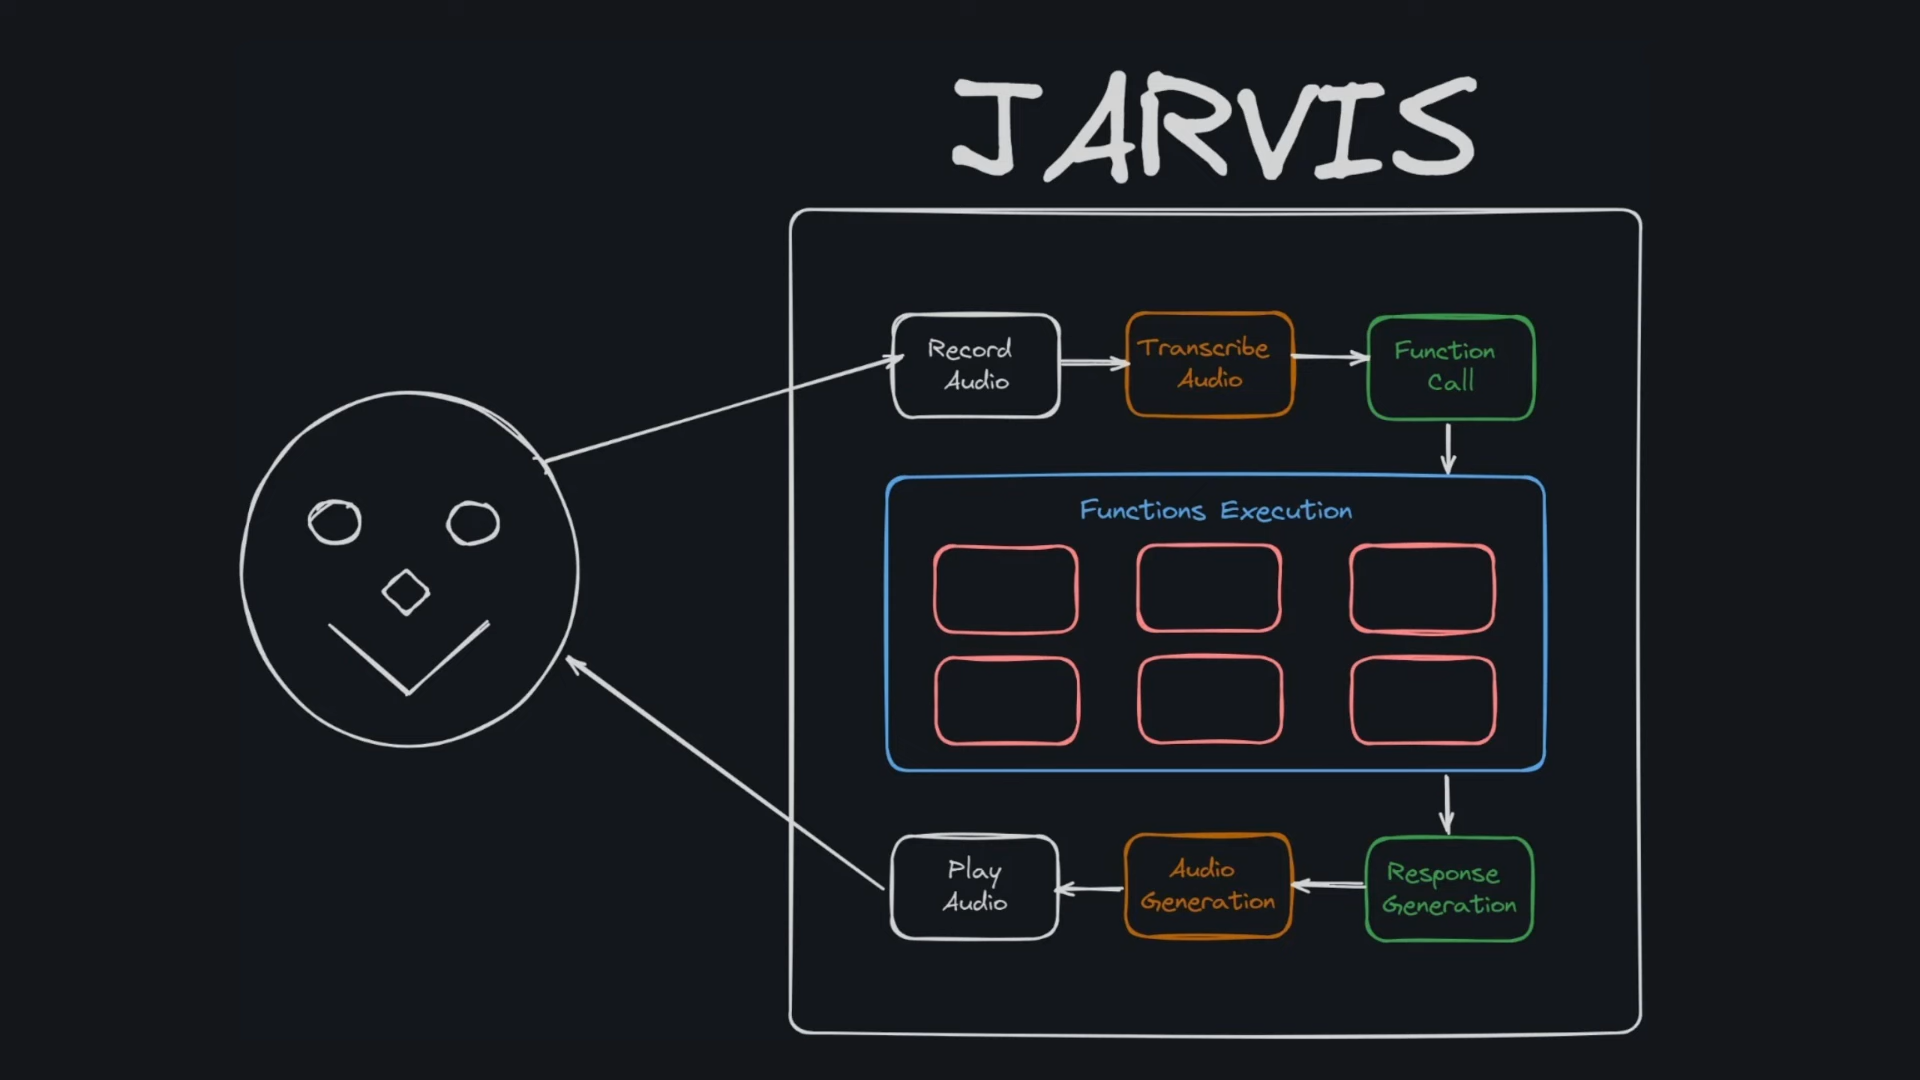 JARVIS
Record
Audio
Transcribe
Audio
Function
Call
Functions Execution
Play
Audio
Audio
Generation
Response
Generation